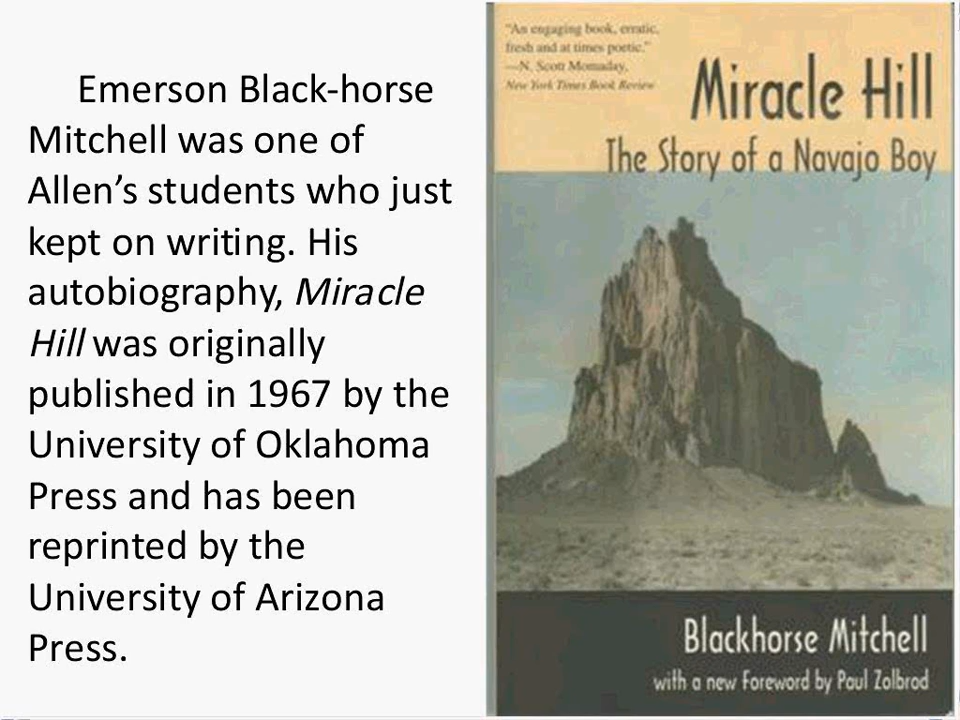 Emerson Black-horse
Mitchell was one of
Allen’s students who just
kept on writing. His
autobiography, Miracle
Hill was originally
published in 1967 by the
University of Oklahoma
Press and has been
reprinted by the
University of Arizona
Press.
"An engaging book, erratic,
fresh and at times poetic."
—N. Scott Momaday,
New York Times Book Review
Miracle Hill
The Story of a Navajo Boy
Blackhorse Mitchell
with a new Foreword by Paul Zolbrod